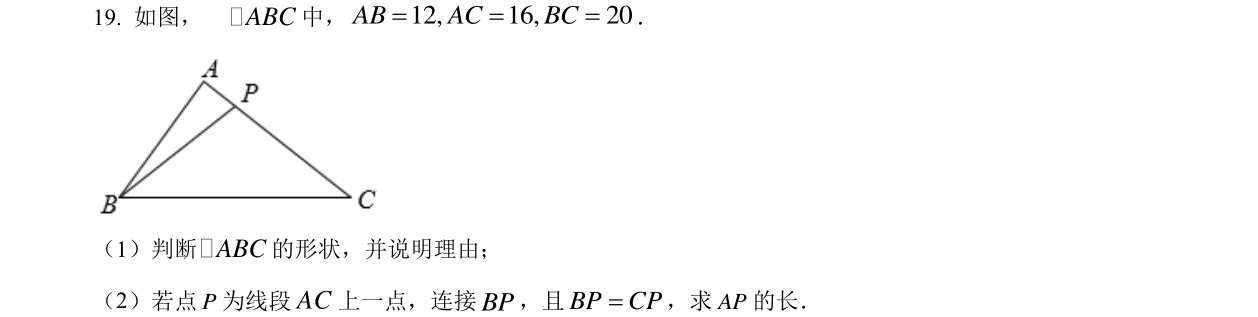 19. 如图， □ABC 中，AB=12, AC=16, BC=20．
A
P
B
C
（1）判断□ABC 的形状，并说明理由；
（2）若点 P 为线段 AC 上一点，连接 BP，且 BP=CP，求 AP 的长．